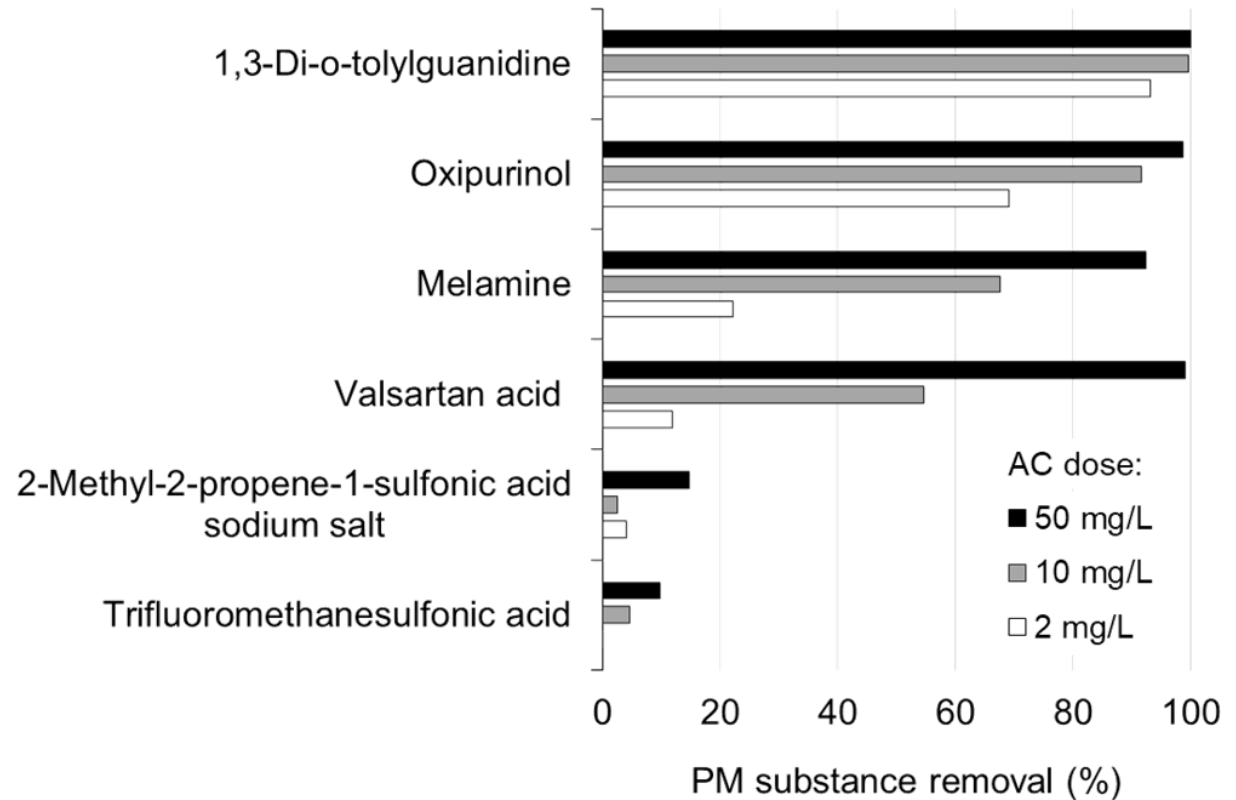 1,3-Di-o-tolylguanidine
Oxipurinol
Melamine
Valsartan acid
2-Methyl-2-propene-1-sulfonic acid
sodium salt
Trifluoromethanesulfonic acid
AC dose:
50 mg/L
10 mg/L
2 mg/L
0 20 40 60 80 100
PM substance removal (%)